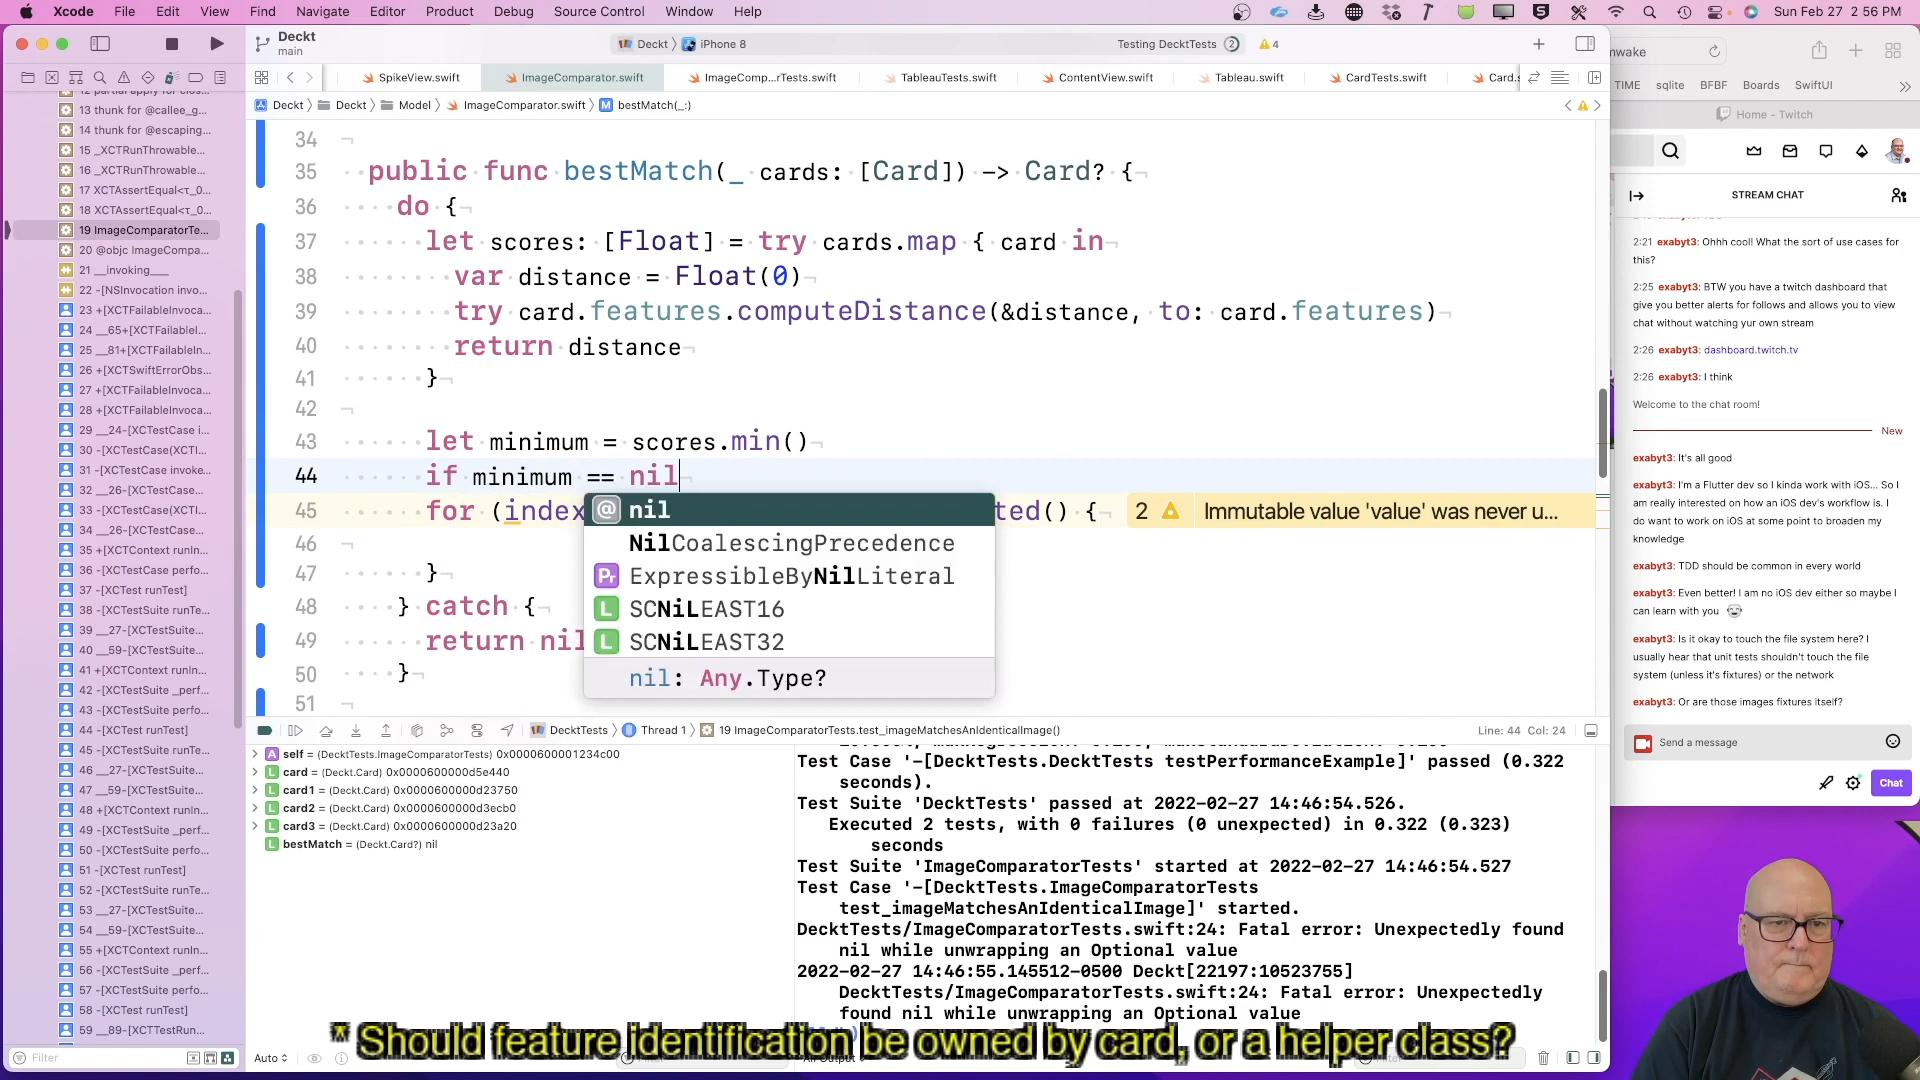 Xcode File Edit View Find Navigate Editor Product Debug Source Control Window Help Sun Feb 27 2:56 PM
Deckt
main
Deckt iPhone 8 Testing DecktTests 2 4
SpikeView.swift ImageComparator.swift ImageComp...rTests.swift TableauTests.swift ContentView.swift Tableau.swift CardTests.swift Card.s
Deckt Deckt Model ImageComparator.swift M bestMatch(_:)
13 thunk for @callee_g...
14 thunk for @escaping...
15 _XCTRunThrowable...
16 _XCTRunThrowable...
17 XCTAssertEqual<τ_0...
18 XCTAssertEqual<τ_0...
19 ImageComparatorTe...
20 @objc ImageCompa...
21 __invoking___
22 -[NSInvocation invo...
23 +[XCTFailableInvoca...
24 __65+[XCTFailableI...
25 __81+[XCTFailableIn...
26 +[XCTSwiftErrorObs...
27 +[XCTFailableInvoca...
28 +[XCTFailableInvoca...
29 __24-[XCTestCase i...
30 -[XCTestCase(XCTI...
31 -[XCTestCase invoke...
32 __26-[XCTestCase...
33 -[XCTestCase(XCTI...
34 __26-[XCTestCase...
35 +[XCTContext runIn...
36 -[XCTestCase perfo...
37 -[XCTest runTest]
38 -[XCTestSuite runTe...
39 __27-[XCTestSuite...
40 __59-[XCTestSuite...
41 +[XCTContext runIn...
42 -[XCTestSuite _perf...
43 -[XCTestSuite perfo...
44 -[XCTest runTest]
45 -[XCTestSuite runTe...
46 __27-[XCTestSuite...
47 __59-[XCTestSuite...
48 +[XCTContext runIn...
49 -[XCTestSuite _perf...
50 -[XCTestSuite perfo...
51 -[XCTest runTest]
52 -[XCTestSuite runTe...
53 __27-[XCTestSuite...
54 __59-[XCTestSuite...
55 +[XCTContext runIn...
56 -[XCTestSuite _perf...
57 -[XCTestSuite perfo...
58 -[XCTest runTest]
59 __89-[XCTTestRun...
Filter
34
35 public func bestMatch(_ cards: [Card]) -> Card? {
36 do {
37 let scores: [Float] = try cards.map { card in
38 var distance = Float(0)
39 try card.features.computeDistance(&distance, to: card.features)
40 return distance
41 }
42
43 let minimum = scores.min()
44 if minimum == nil
45 for (index ted() { 2 Immutable value 'value' was never u...
46
47 }
48 } catch {
49 return nil
50 }
51
@ nil
NilCoalescingPrecedence
Pr ExpressibleByNilLiteral
L SCNiLEAST16
L SCNiLEAST32
nil: Any.Type?
DecktTests Thread 1 19 ImageComparatorTests.test_imageMatchesAnIdenticalImage() Line: 44 Col: 24
A self = (DecktTests.ImageComparatorTests) 0x0000600001234c00
L card = (Deckt.Card) 0x0000600000d5e440
L card1 = (Deckt.Card) 0x0000600000d23750
L card2 = (Deckt.Card) 0x0000600000d3ecb0
L card3 = (Deckt.Card) 0x0000600000d23a20
L bestMatch = (Deckt.Card?) nil
Auto
Test Case '-[DecktTests.DecktTests testPerformanceExample]' passed (0.322
seconds).
Test Suite 'DecktTests' passed at 2022-02-27 14:46:54.526.
Executed 2 tests, with 0 failures (0 unexpected) in 0.322 (0.323)
seconds
Test Suite 'ImageComparatorTests' started at 2022-02-27 14:46:54.527
Test Case '-[DecktTests.ImageComparatorTests
test_imageMatchesAnIdenticalImage]' started.
DecktTests/ImageComparatorTests.swift:24: Fatal error: Unexpectedly found
nil while unwrapping an Optional value
2022-02-27 14:46:55.145512-0500 Deckt[22197:10523755]
DecktTests/ImageComparatorTests.swift:24: Fatal error: Unexpectedly
found nil while unwrapping an Optional value
* Should feature identification be owned by card, or a helper class?
nwake
TIME sqlite BFBF Boards SwiftUI
Home - Twitch
STREAM CHAT
2:21 exabyt3: Ohhh cool! What the sort of use cases for
this?
2:25 exabyt3: BTW you have a twitch dashboard that
give you better alerts for follows and allows you to view
chat without watching yur own stream
2:26 exabyt3: dashboard.twitch.tv
2:26 exabyt3: I think
Welcome to the chat room!
New
exabyt3: It's all good
exabyt3: I'm a Flutter dev so I kinda work with iOS... So I
am really interested on how an iOS dev's workflow is. I
do want to work on iOS at some point to broaden my
knowledge
exabyt3: TDD should be common in every world
exabyt3: Even better! I am no iOS dev either so maybe I
can learn with you
exabyt3: Is it okay to touch the file system here? I
usually hear that unit tests shouldn't touch the file
system (unless it's fixtures) or the network
exabyt3: Or are those images fixtures itself?
Send a message
Chat